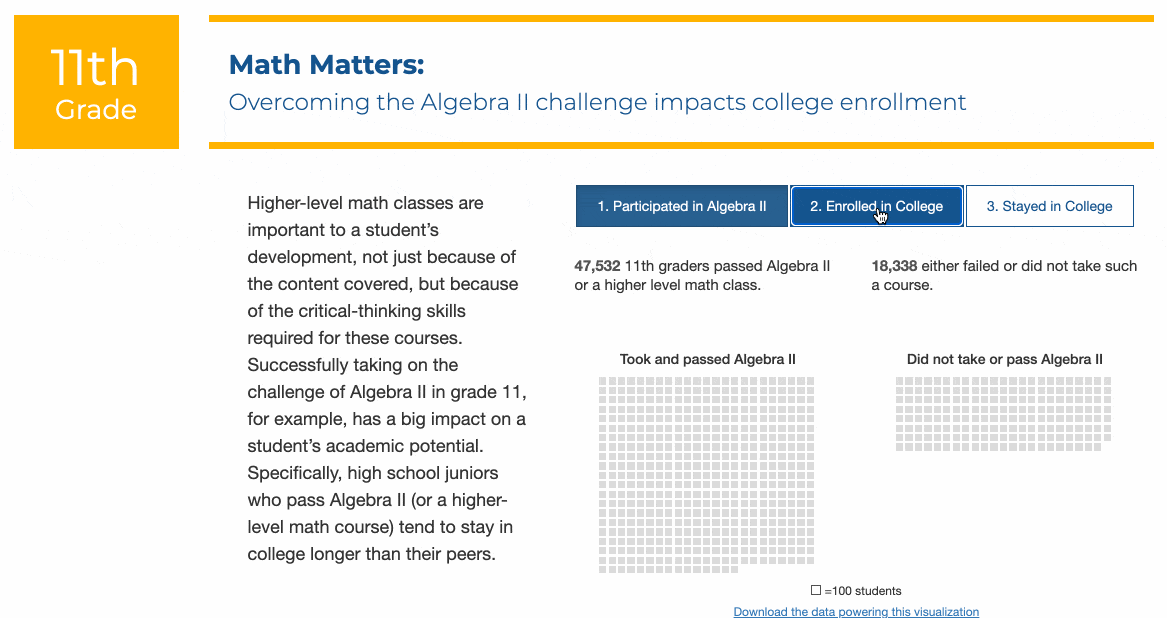 11th
Grade
Math Matters:
Overcoming the Algebra II challenge impacts college enrollment
Higher-level math classes are
important to a student’s
development, not just because of
the content covered, but because
of the critical-thinking skills
required for these courses.
Successfully taking on the
challenge of Algebra II in grade 11,
for example, has a big impact on a
student’s academic potential.
Specifically, high school juniors
who pass Algebra II (or a higher-
level math course) tend to stay in
college longer than their peers.
1. Participated in Algebra II
2. Enrolled in College
3. Stayed in College
47,532 11th graders passed Algebra II
or a higher level math class.
18,338 either failed or did not take such
a course.
Took and passed Algebra II
Did not take or pass Algebra II
=100 students
Download the data powering this visualization